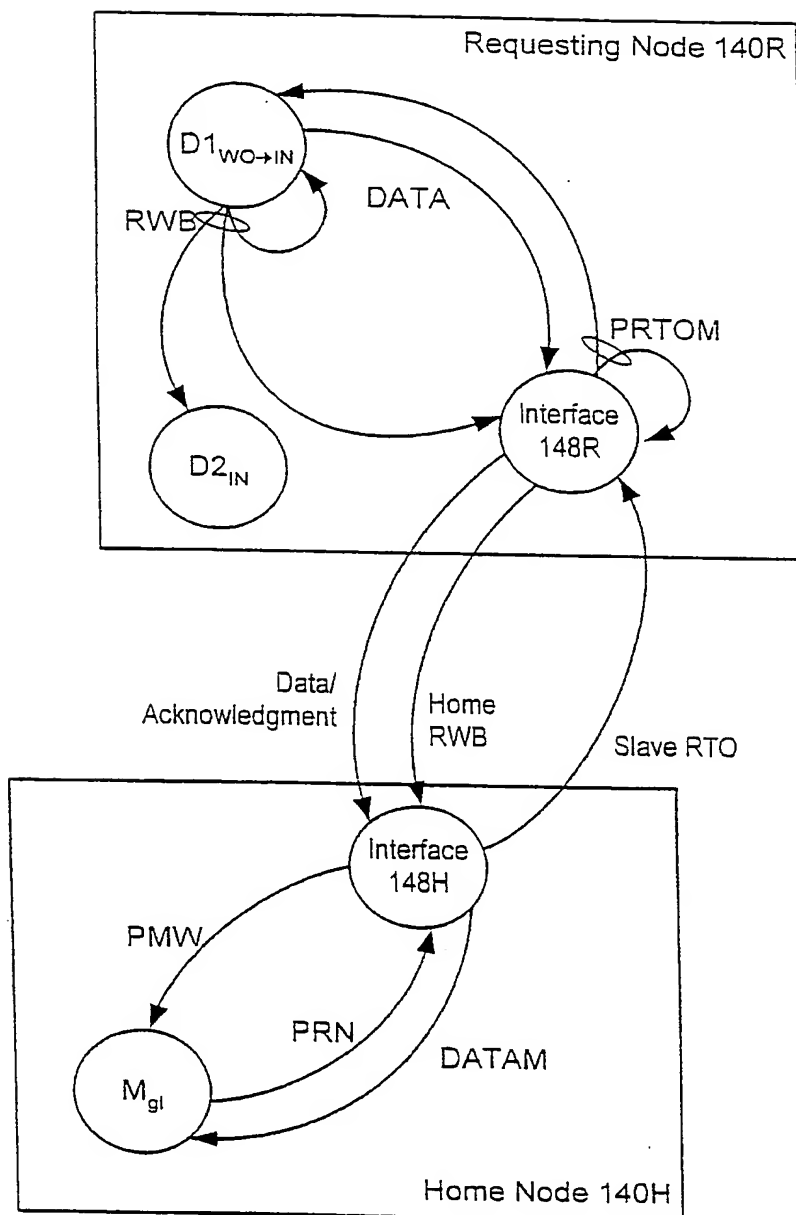 Requesting Node 140R
D1WO→IN
DATA
RWB
PRTOM
Interface
148R
D2IN
Data/
Acknowledgment
Home
RWB
Slave RTO
Interface
148H
PMW
PRN
DATAM
Mgl
Home Node 140H